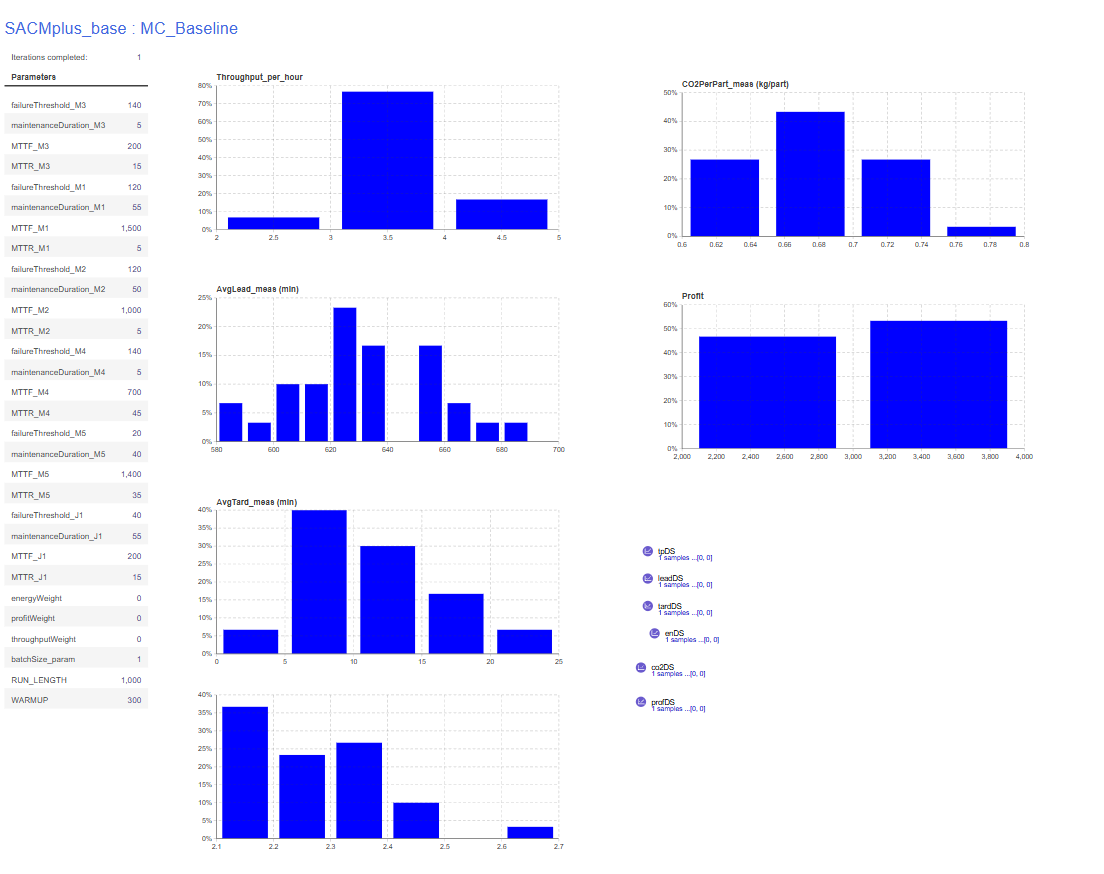 SACMplus_base : MC_Baseline
Iterations completed: 1
Parameters
failureThreshold_M3 140
maintenanceDuration_M3 5
MTTF_M3 200
MTTR_M3 15
failureThreshold_M1 120
maintenanceDuration_M1 55
MTTF_M1 1,500
MTTR_M1 5
failureThreshold_M2 120
maintenanceDuration_M2 50
MTTF_M2 1,000
MTTR_M2 5
failureThreshold_M4 140
maintenanceDuration_M4 5
MTTF_M4 700
MTTR_M4 45
failureThreshold_M5 20
maintenanceDuration_M5 40
MTTF_M5 1,400
MTTR_M5 35
failureThreshold_J1 40
maintenanceDuration_J1 55
MTTF_J1 200
MTTR_J1 15
energyWeight 0
profitWeight 0
throughputWeight 0
batchSize_param 1
RUN_LENGTH 1,000
WARMUP 300
Throughput_per_hour
80%
70%
60%
50%
40%
30%
20%
10%
0%
2 2.5 3 3.5 4 4.5 5
CO2PerPart_meas (kg/part)
50%
40%
30%
20%
10%
0%
0.6 0.62 0.64 0.66 0.68 0.7 0.72 0.74 0.76 0.78 0.8
AvgLead_meas (min)
25%
20%
15%
10%
5%
0%
580 600 620 640 660 680 700
Profit
60%
50%
40%
30%
20%
10%
0%
2,000 2,200 2,400 2,600 2,800 3,000 3,200 3,400 3,600 3,800 4,000
AvgTard_meas (min)
40%
35%
30%
25%
20%
15%
10%
5%
0%
0 5 10 15 20 25
tpDS
1 samples ...[0, 0]
leadDS
1 samples ...[0, 0]
tardDS
1 samples ...[0, 0]
enDS
1 samples ...[0, 0]
co2DS
1 samples ...[0, 0]
profDS
1 samples ...[0, 0]
40%
35%
30%
25%
20%
15%
10%
5%
0%
2.1 2.2 2.3 2.4 2.5 2.6 2.7